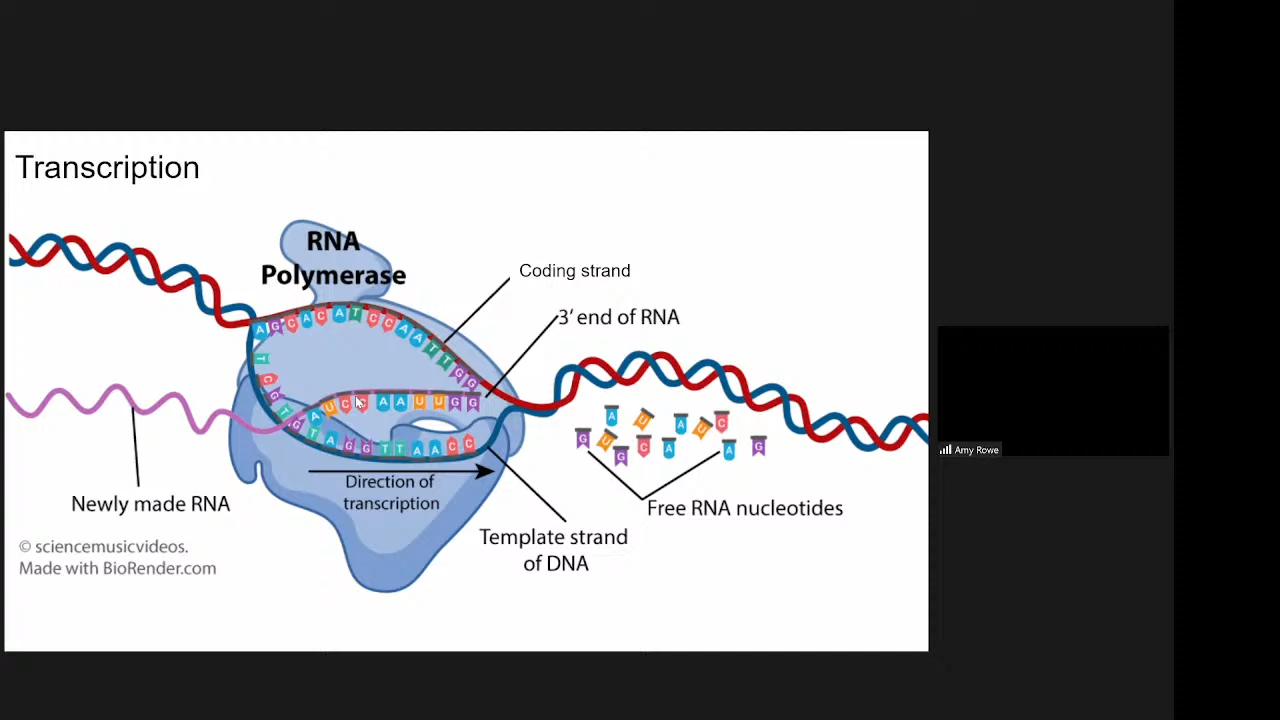 Transcription
RNA
Polymerase
Coding strand
3’ end of RNA
A G C A C A T C C A A T T G G
T C G T G T A G G T T A A C C
A U C C A A U U G G
Direction of
transcription
Newly made RNA
Template strand
of DNA
A U A U C
G U G C A A G
Free RNA nucleotides
© sciencemusicvideos.
Made with BioRender.com
Amy Rowe